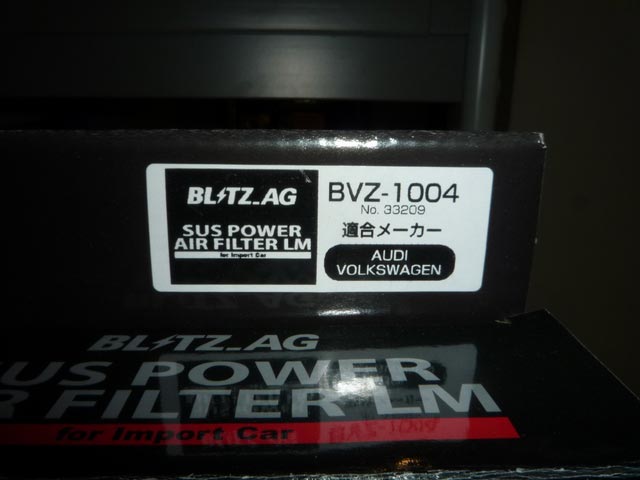 BLITZ_AG
SUS POWER
AIR FILTER LM
for Import Car
BVZ-1004
No. 33209
適合メーカー
AUDI
VOLKSWAGEN
BLITZ_AG
SUS POWER
AIR FILTER LM
for Import Car